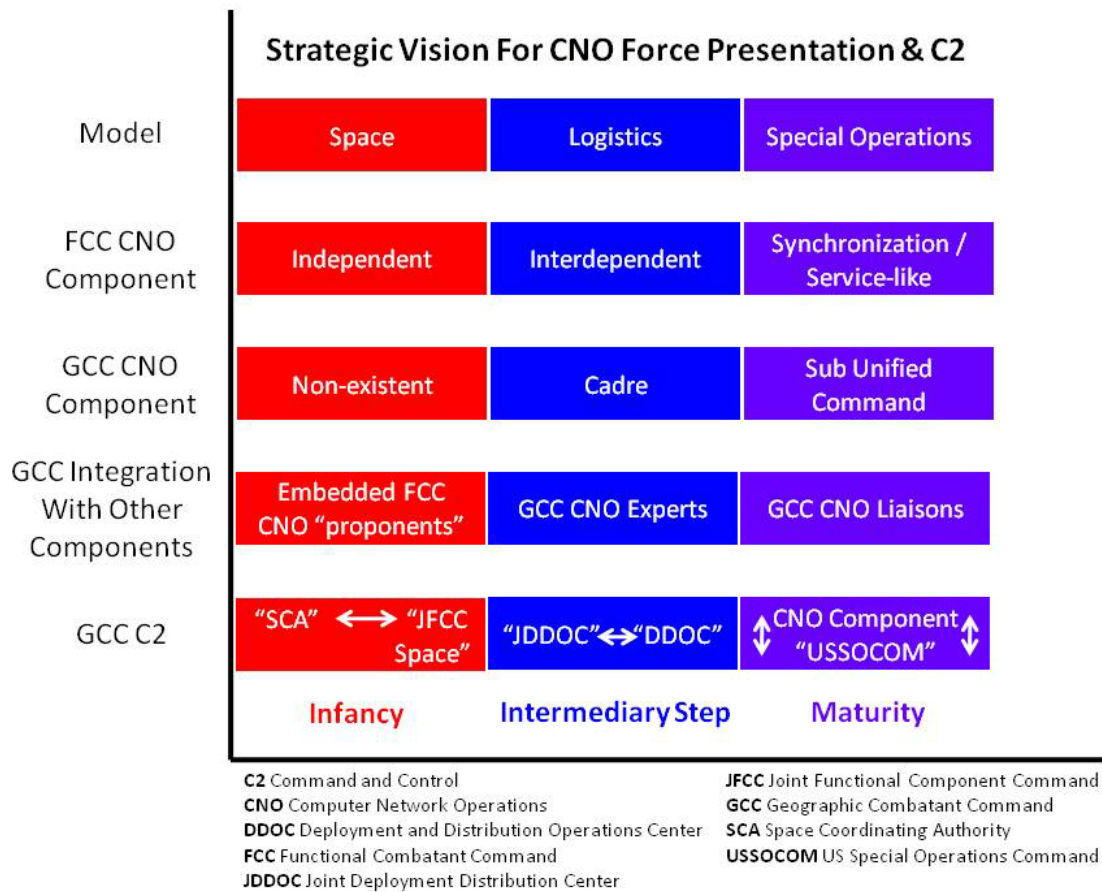 Strategic Vision For CNO Force Presentation & C2
Model
Space
Logistics
Special Operations
FCC CNO
Component
Independent
Interdependent
Synchronization /
Service-like
GCC CNO
Component
Non-existent
Cadre
Sub Unified
Command
GCC Integration
With Other
Components
Embedded FCC
CNO “proponents”
GCC CNO Experts
GCC CNO Liaisons
GCC C2
“SCA” “JFCC
Space”
“JDDOC” “DDOC”
CNO Component
“USSOCOM”
Infancy
Intermediary Step
Maturity
C2 Command and Control
CNO Computer Network Operations
DDOC Deployment and Distribution Operations Center
FCC Functional Combatant Command
JDDOC Joint Deployment Distribution Center
JFCC Joint Functional Component Command
GCC Geographic Combatant Command
SCA Space Coordinating Authority
USSOCOM US Special Operations Command